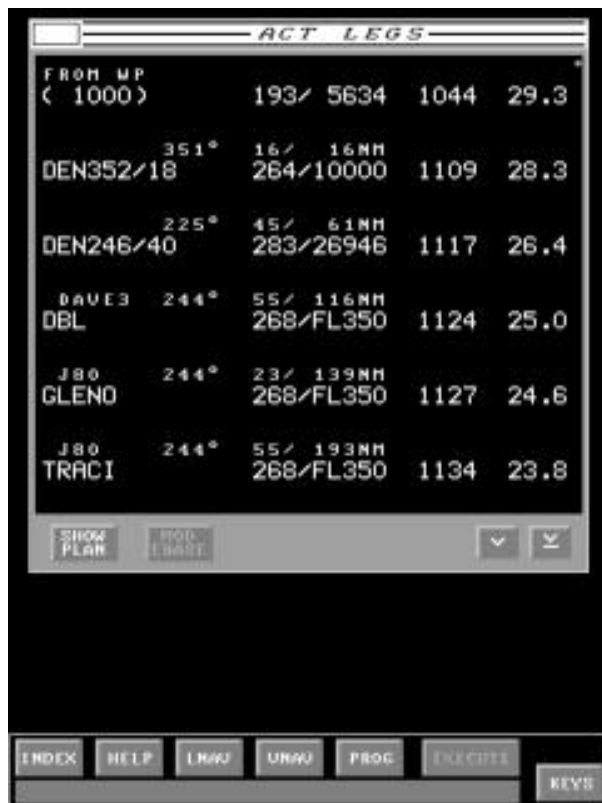 ACT LEGS
FROM WP
( 1000) 193/ 5634 1044 29.3
351° 16/ 16NM
DEN352/18 264/10000 1109 28.3
225° 45/ 61NM
DEN246/40 283/26946 1117 26.4
DAVE3 244° 55/ 116NM
DBL 268/FL350 1124 25.0
J80 244° 23/ 139NM
GLENO 268/FL350 1127 24.6
J80 244° 55/ 193NM
TRACI 268/FL350 1134 23.8
SHOW PLAN
MOD ERASE
INDEX HELP LNAV VNAV PROG EXECUTE
KEYS